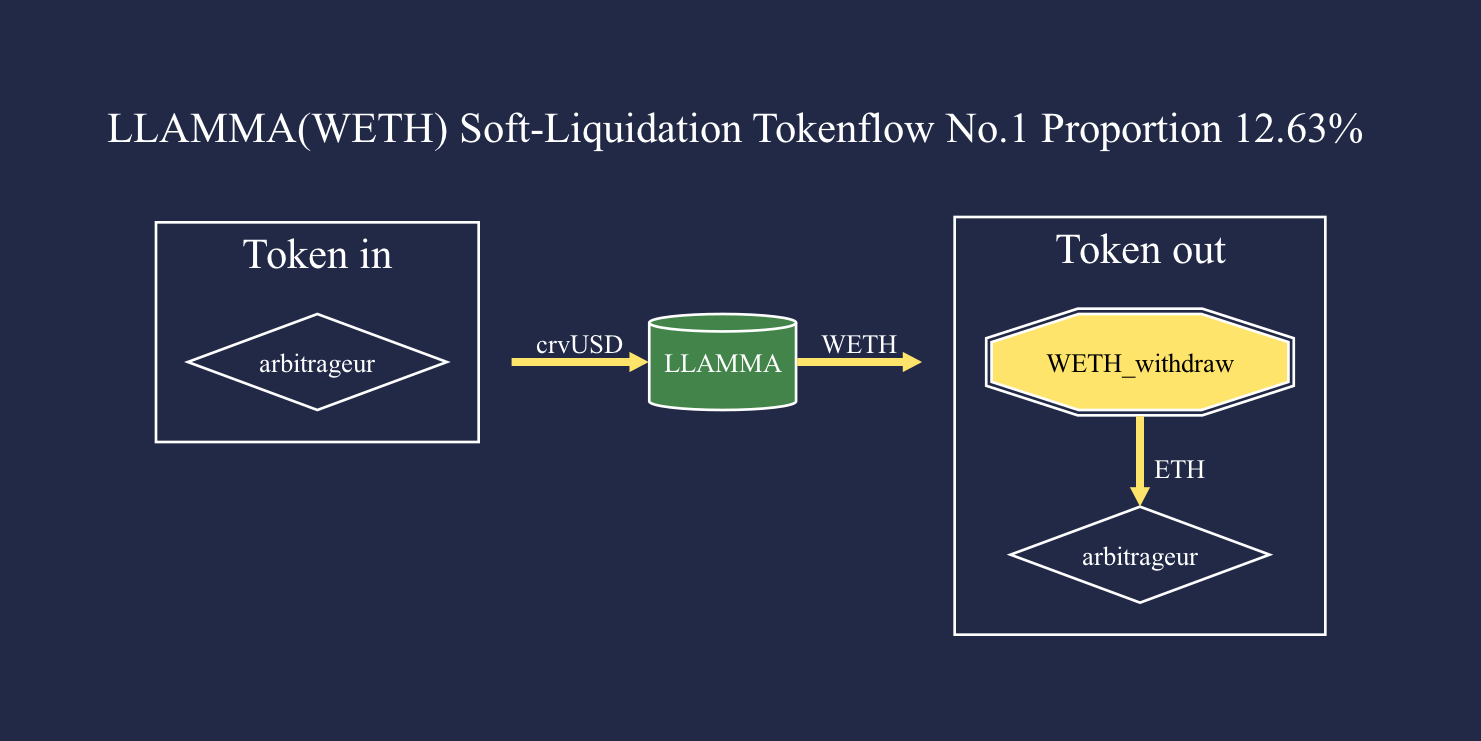 LLAMMA(WETH) Soft-Liquidation Tokenflow No.1 Proportion 12.63%
Token in
arbitrageur
crvUSD
LLAMMA
WETH
Token out
WETH_withdraw
ETH
arbitrageur